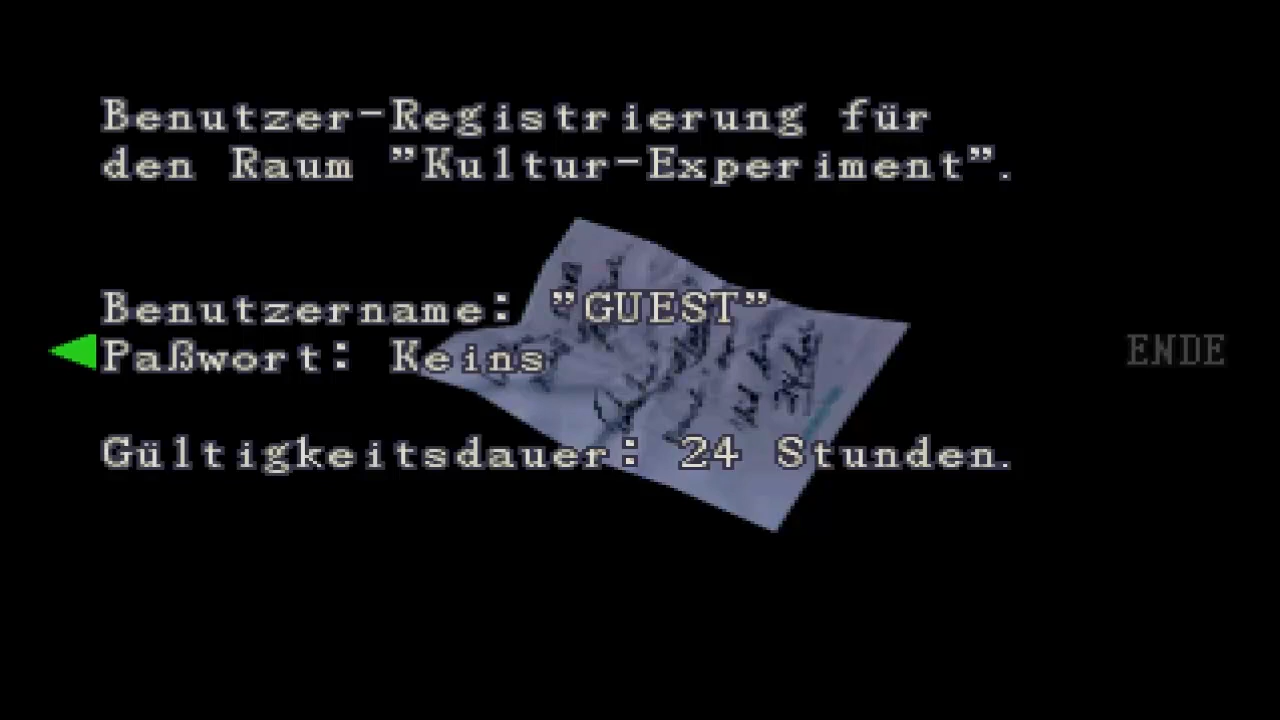 Benutzer-Registrierung für
den Raum "Kultur-Experiment".
Benutzername: "GUEST"
Paßwort: Keins
ENDE
Gültigkeitsdauer: 24 Stunden.